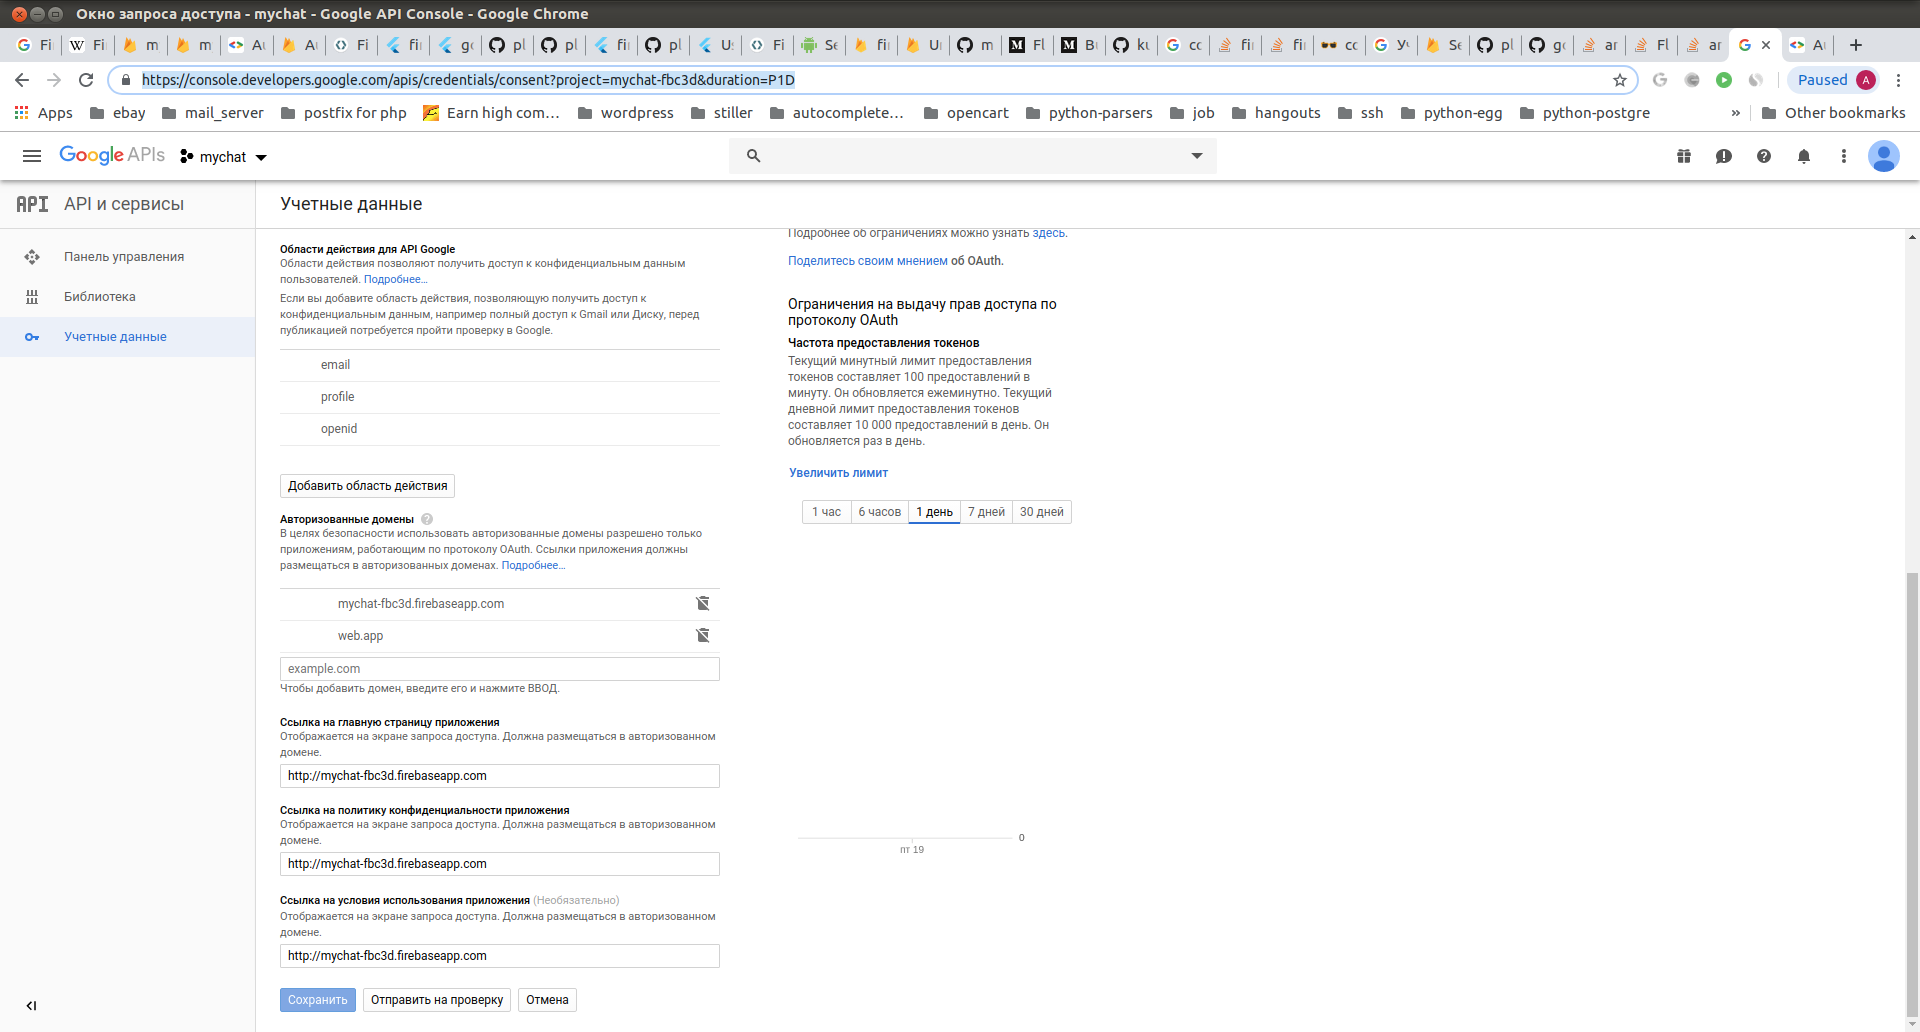 Окно запроса доступа - mychat - Google API Console - Google Chrome
Fi
Fi
m
m
Au
Au
Fi
fir
gc
pl
pl
fir
pl
Us
Fi
Se
fir
Ur
m
Fl
Bu
ku
cc
fir
fir
cc
Уч
Se
pl
gc
ar
Fl
ar
Au
https://console.developers.google.com/apis/credentials/consent?project=mychat-fbc3d&duration=P1D
Paused A
Apps ebay mail_server postfix for php Earn high com... wordpress stiller autocomplete... opencart python-parsers job hangouts ssh python-egg python-postgre » Other bookmarks
Google APIs mychat
API API и сервисы
Панель управления
Библиотека
Учетные данные
Учетные данные
Области действия для API Google
Области действия позволяют получить доступ к конфиденциальным данным
пользователей. Подробнее...
Если вы добавите область действия, позволяющую получить доступ к
конфиденциальным данным, например полный доступ к Gmail или Диску, перед
публикацией потребуется пройти проверку в Google.
email
profile
openid
Добавить область действия
Авторизованные домены ?
В целях безопасности использовать авторизованные домены разрешено только
приложениям, работающим по протоколу OAuth. Ссылки приложения должны
размещаться в авторизованных доменах. Подробнее...
mychat-fbc3d.firebaseapp.com
web.app
example.com
Чтобы добавить домен, введите его и нажмите ВВОД.
Ссылка на главную страницу приложения
Отображается на экране запроса доступа. Должна размещаться в авторизованном
домене.
http://mychat-fbc3d.firebaseapp.com
Ссылка на политику конфиденциальности приложения
Отображается на экране запроса доступа. Должна размещаться в авторизованном
домене.
http://mychat-fbc3d.firebaseapp.com
Ссылка на условия использования приложения (Необязательно)
Отображается на экране запроса доступа. Должна размещаться в авторизованном
домене.
http://mychat-fbc3d.firebaseapp.com
Сохранить Отправить на проверку Отмена
Подробнее об ограничениях можно узнать здесь.
Поделитесь своим мнением об OAuth.
Ограничения на выдачу прав доступа по
протоколу OAuth
Частота предоставления токенов
Текущий минутный лимит предоставления
токенов составляет 100 предоставлений в
минуту. Он обновляется ежеминутно. Текущий
дневной лимит предоставления токенов
составляет 10 000 предоставлений в день. Он
обновляется раз в день.
Увеличить лимит
1 час 6 часов 1 день 7 дней 30 дней
0
пт 19